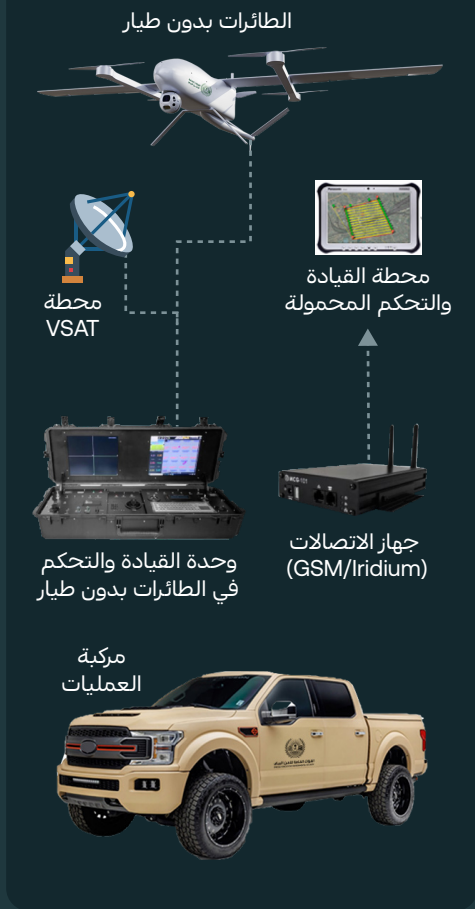 الطائرات بدون طيار
محطة القيادة
والتحكم المحمولة
محطة
VSAT
جهاز الاتصالات
(GSM/Iridium)
وحدة القيادة والتحكم
في الطائرات بدون طيار
مركبة
العمليات